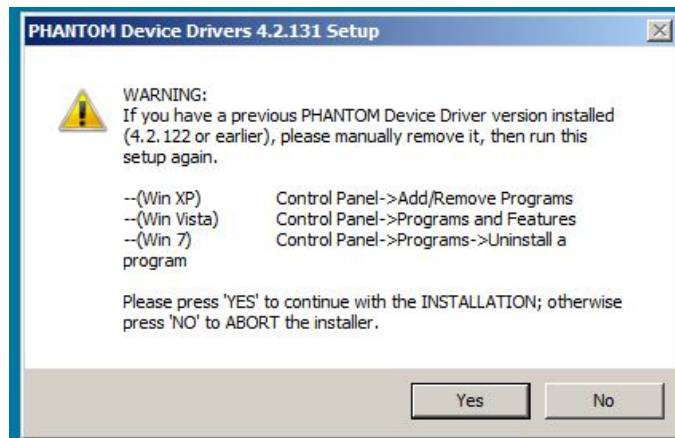 PHANTOM Device Drivers 4.2.131 Setup
WARNING:
If you have a previous PHANTOM Device Driver version installed
(4.2.122 or earlier), please manually remove it, then run this
setup again.
--(Win XP) Control Panel->Add/Remove Programs
--(Win Vista) Control Panel->Programs and Features
--(Win 7) Control Panel->Programs->Uninstall a
program
Please press 'YES' to continue with the INSTALLATION; otherwise
press 'NO' to ABORT the installer.
Yes No